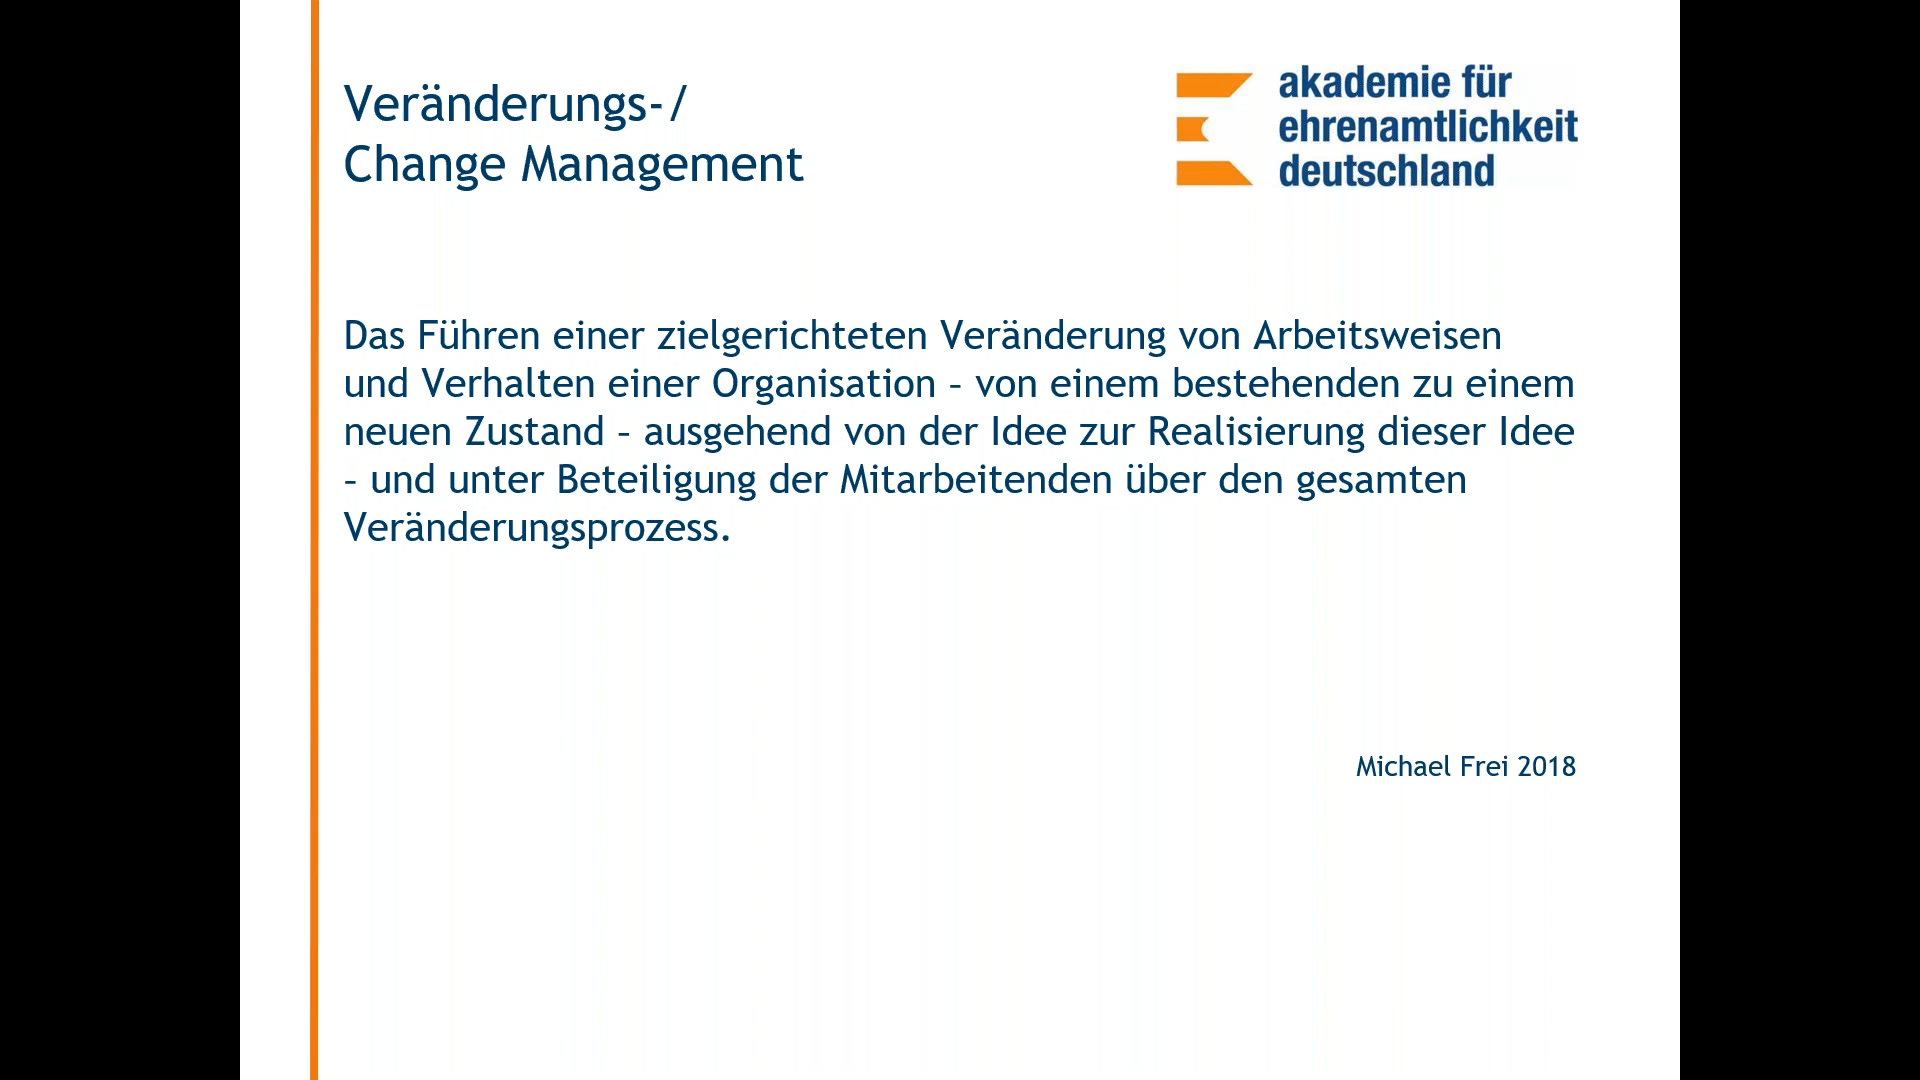 Veränderungs-/
Change Management
akademie für
ehrenamtlichkeit
deutschland
Das Führen einer zielgerichteten Veränderung von Arbeitsweisen
und Verhalten einer Organisation – von einem bestehenden zu einem
neuen Zustand – ausgehend von der Idee zur Realisierung dieser Idee
– und unter Beteiligung der Mitarbeitenden über den gesamten
Veränderungsprozess.
Michael Frei 2018